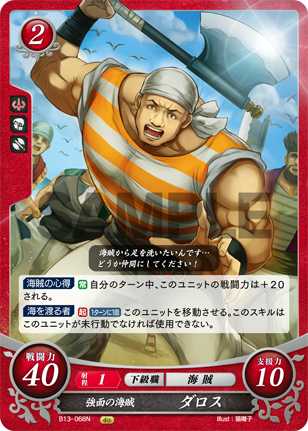 2
SAMPLE
海賊から足を洗いたいんです…
どうか仲間にしてください!
海賊の心得 常 自分のターン中、このユニットの戦闘力は+20
される。
海を渡る者 起 1ターンに1回 このユニットを移動させる。このスキルは
このユニットが未行動でなければ使用できない。
戦闘力 40
射程 1 下級職 海賊
支援力 10
強面の海賊 ダロス
B13-068N
Illust:猫囃子